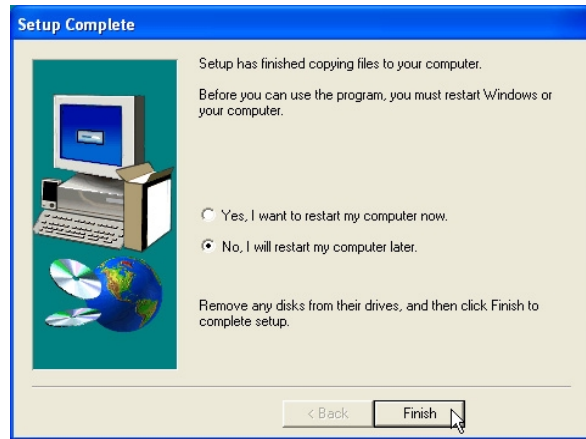 Setup Complete
Setup has finished copying files to your computer.
Before you can use the program, you must restart Windows or
your computer.
Yes, I want to restart my computer now.
No, I will restart my computer later.
Remove any disks from their drives, and then click Finish to
complete setup.
< Back
Finish